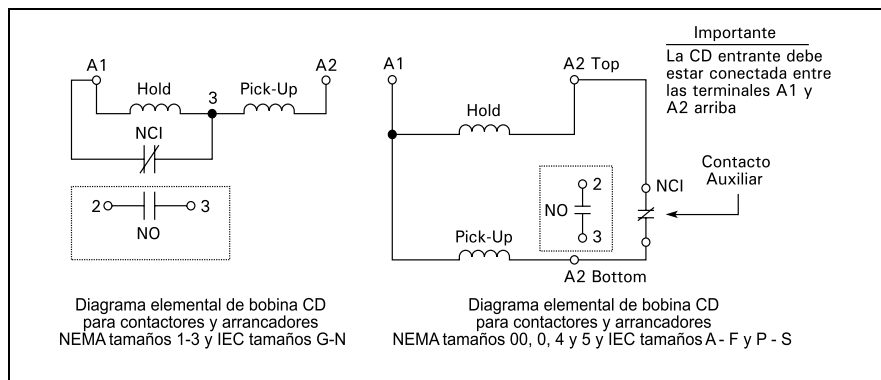 A1
Hold
3
Pick-Up
A2
NCI
2
3
NO
Diagrama elemental de bobina CD
para contactores y arrancadores
NEMA tamaños 1-3 y IEC tamaños G-N
A1
A2 Top
Hold
NCI
2
NO
3
Pick-Up
A2 Bottom
Contacto
Auxiliar
Importante
La CD entrante debe
estar conectada entre
las terminales A1 y
A2 arriba
Diagrama elemental de bobina CD
para contactores y arrancadores
NEMA tamaños 00, 0, 4 y 5 y IEC tamaños A - F y P - S